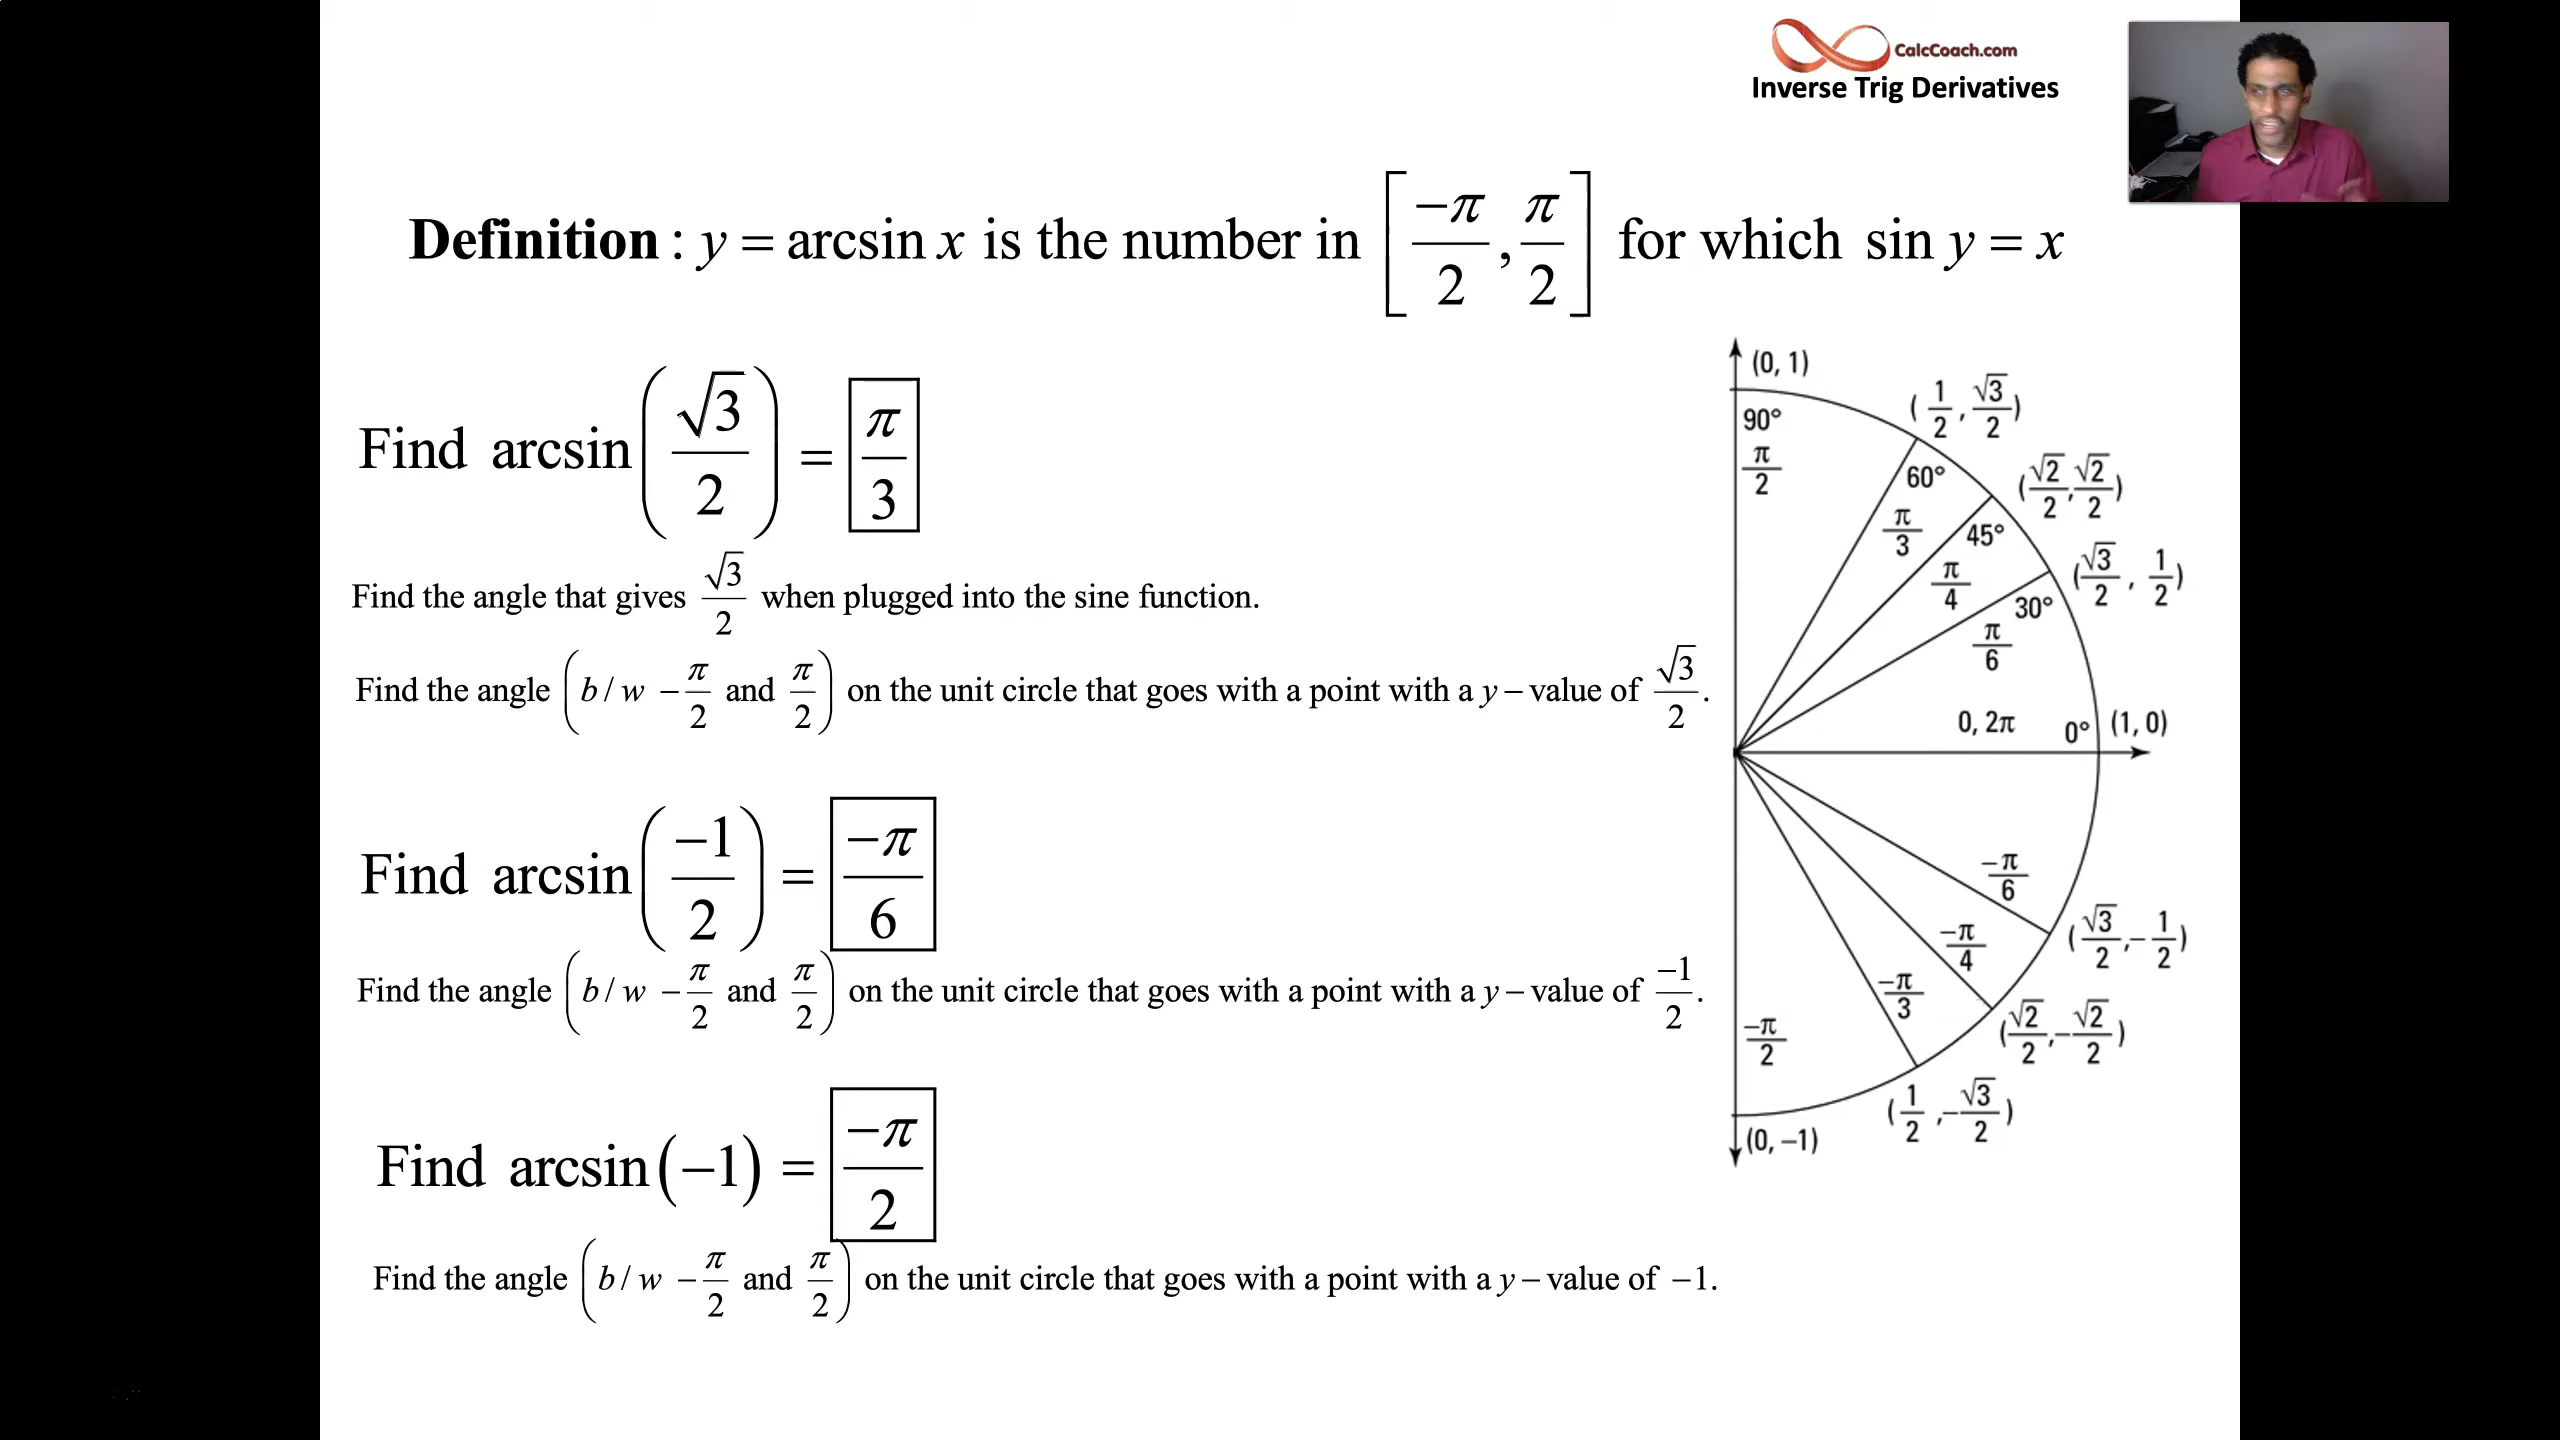 CalcCoach.com
Inverse Trig Derivatives
Definition : y = arcsin x is the number in [−π/2, π/2] for which sin y = x
Find arcsin(√3/2) = π/3
Find the angle that gives √3/2 when plugged into the sine function.
Find the angle (b / w −π/2 and π/2) on the unit circle that goes with a point with a y − value of √3/2.
Find arcsin(−1/2) = −π/6
Find the angle (b / w −π/2 and π/2) on the unit circle that goes with a point with a y − value of −1/2.
Find arcsin(−1) = −π/2
Find the angle (b / w −π/2 and π/2) on the unit circle that goes with a point with a y − value of −1.
(0, 1)
90°
π/2
(1/2, √3/2)
60°
π/3
(√2/2, √2/2)
45°
π/4
(√3/2, 1/2)
30°
π/6
0, 2π
0°
(1, 0)
−π/6
(√3/2, −1/2)
−π/4
(√2/2, −√2/2)
−π/3
(1/2, −√3/2)
−π/2
(0, −1)